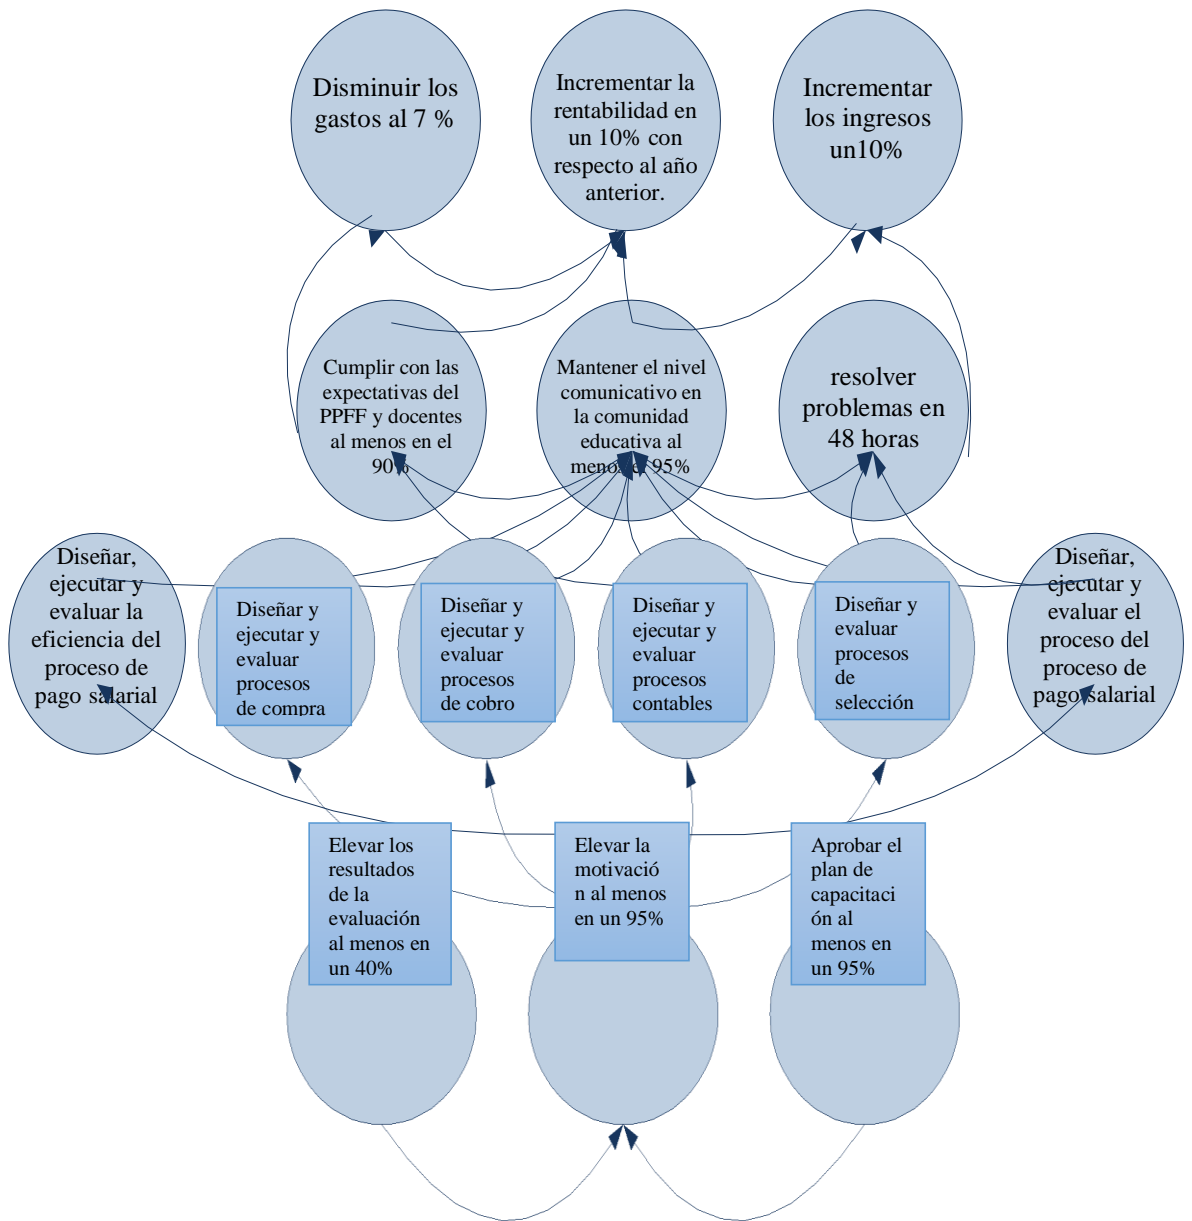 Disminuir los
gastos al 7 %
Incrementar la
rentabilidad en
un 10% con
respecto al año
anterior.
Incrementar
los ingresos
un10%
Cumplir con las
expectativas del
PPFF y docentes
al menos en el
90%
Mantener el nivel
comunicativo en
la comunidad
educativa al
menos el 95%
resolver
problemas en
48 horas
Diseñar,
ejecutar y
evaluar la
eficiencia del
proceso de
pago salarial
Diseñar y
ejecutar y
evaluar
procesos
de compra
Diseñar y
ejecutar y
evaluar
procesos
de cobro
Diseñar y
ejecutar y
evaluar
procesos
contables
Diseñar y
evaluar
procesos
de
selección
Diseñar,
ejecutar y
evaluar el
proceso del
proceso de
pago salarial
Elevar los
resultados
de la
evaluación
al menos en
un 40%
Elevar la
motivació
n al menos
en un 95%
Aprobar el
plan de
capacitaci
ón al
menos en
un 95%